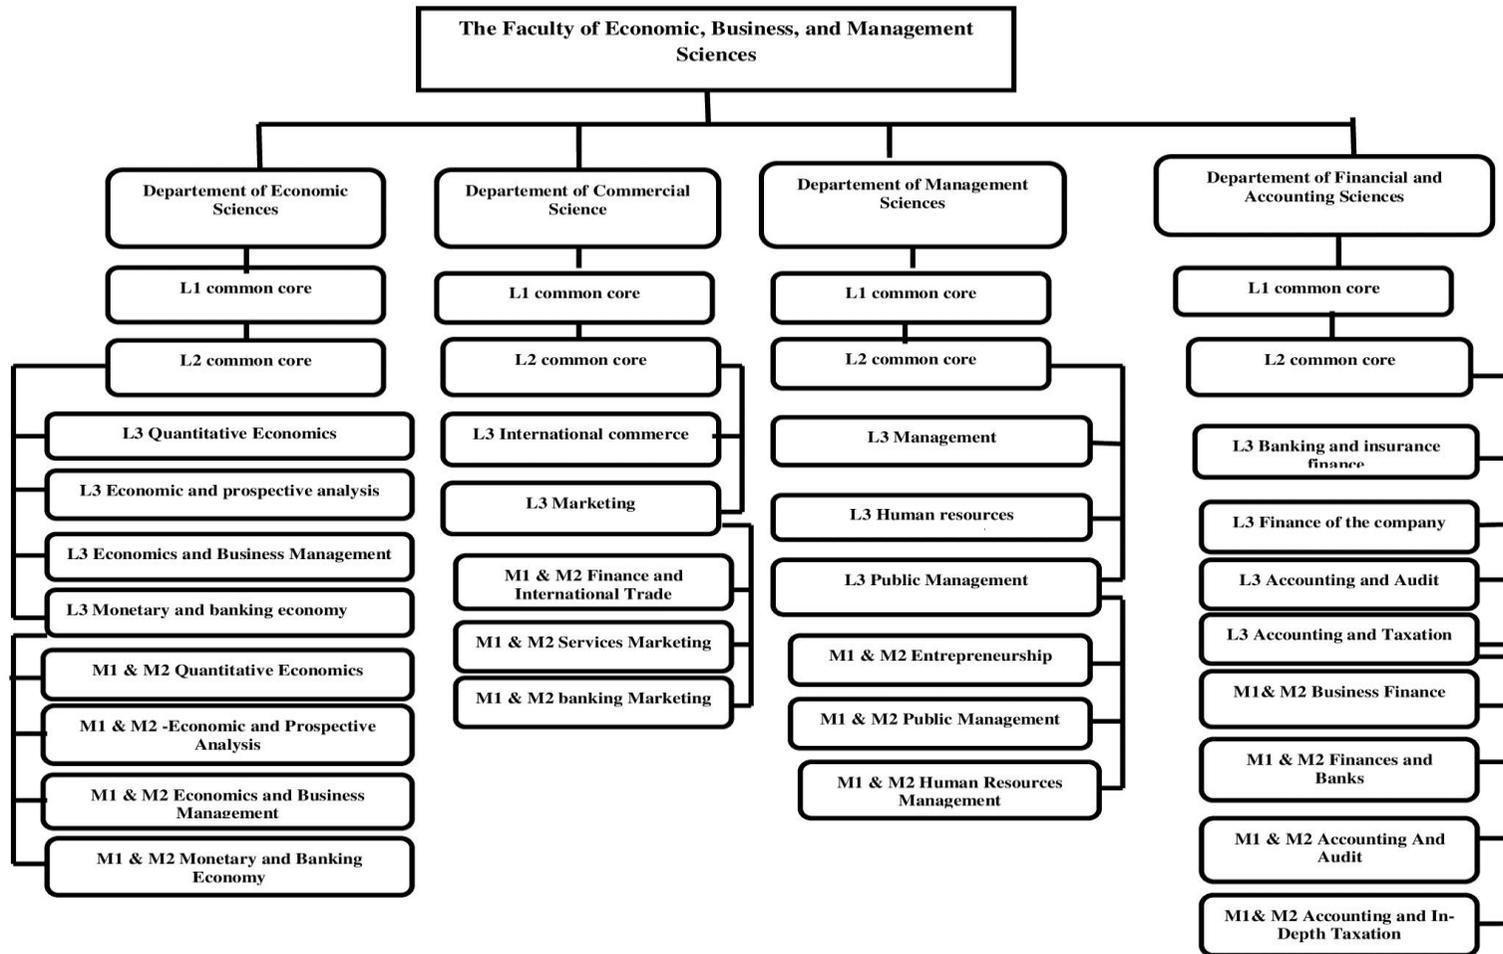 The Faculty of Economic, Business, and Management
Sciences
Departement of Economic
Sciences
L1 common core
L2 common core
L3 Quantitative Economics
L3 Economic and prospective analysis
L3 Economics and Business Management
L3 Monetary and banking economy
M1 & M2 Quantitative Economics
M1 & M2 -Economic and Prospective
Analysis
M1 & M2 Economics and Business
Management
M1 & M2 Monetary and Banking
Economy
Departement of Commercial
Science
L1 common core
L2 common core
L3 International commerce
L3 Marketing
M1 & M2 Finance and
International Trade
M1 & M2 Services Marketing
M1 & M2 banking Marketing
Departement of Management
Sciences
L1 common core
L2 common core
L3 Management
L3 Human resources
L3 Public Management
M1 & M2 Entrepreneurship
M1 & M2 Public Management
M1 & M2 Human Resources
Management
Departement of Financial and
Accounting Sciences
L1 common core
L2 common core
L3 Banking and insurance
finance
L3 Finance of the company
L3 Accounting and Audit
L3 Accounting and Taxation
M1& M2 Business Finance
M1 & M2 Finances and
Banks
M1 & M2 Accounting And
Audit
M1& M2 Accounting and In-
Depth Taxation